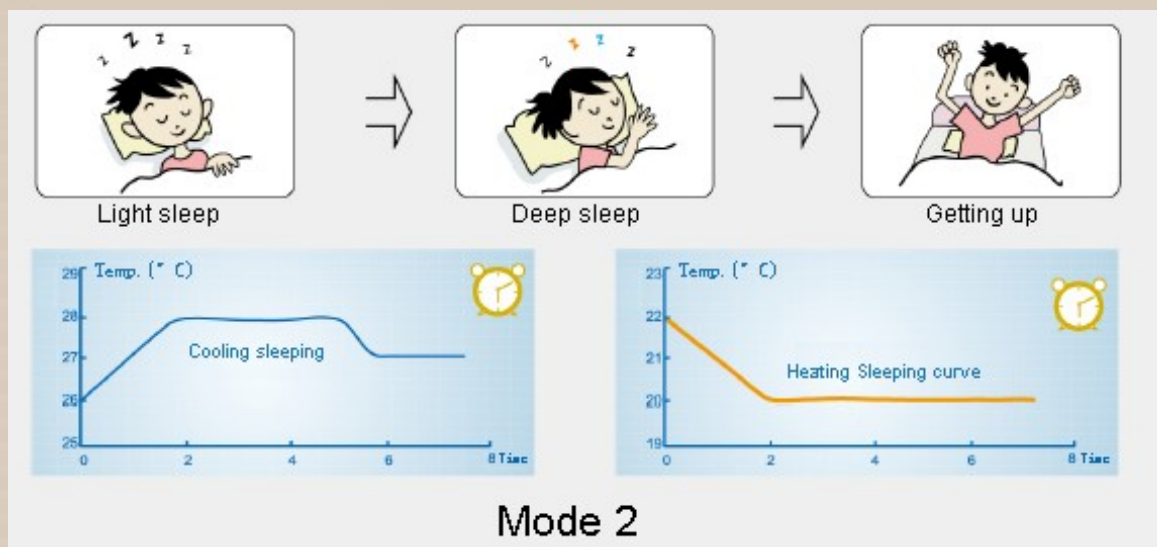 z z z z
z z z z
Light sleep
Deep sleep
Getting up
Temp. (° C)
29
28
27
26
25
0 2 4 6 8 Time
Cooling sleeping
Temp. (° C)
23
22
21
20
19
0 2 4 6 8 Time
Heating Sleeping curve
Mode 2